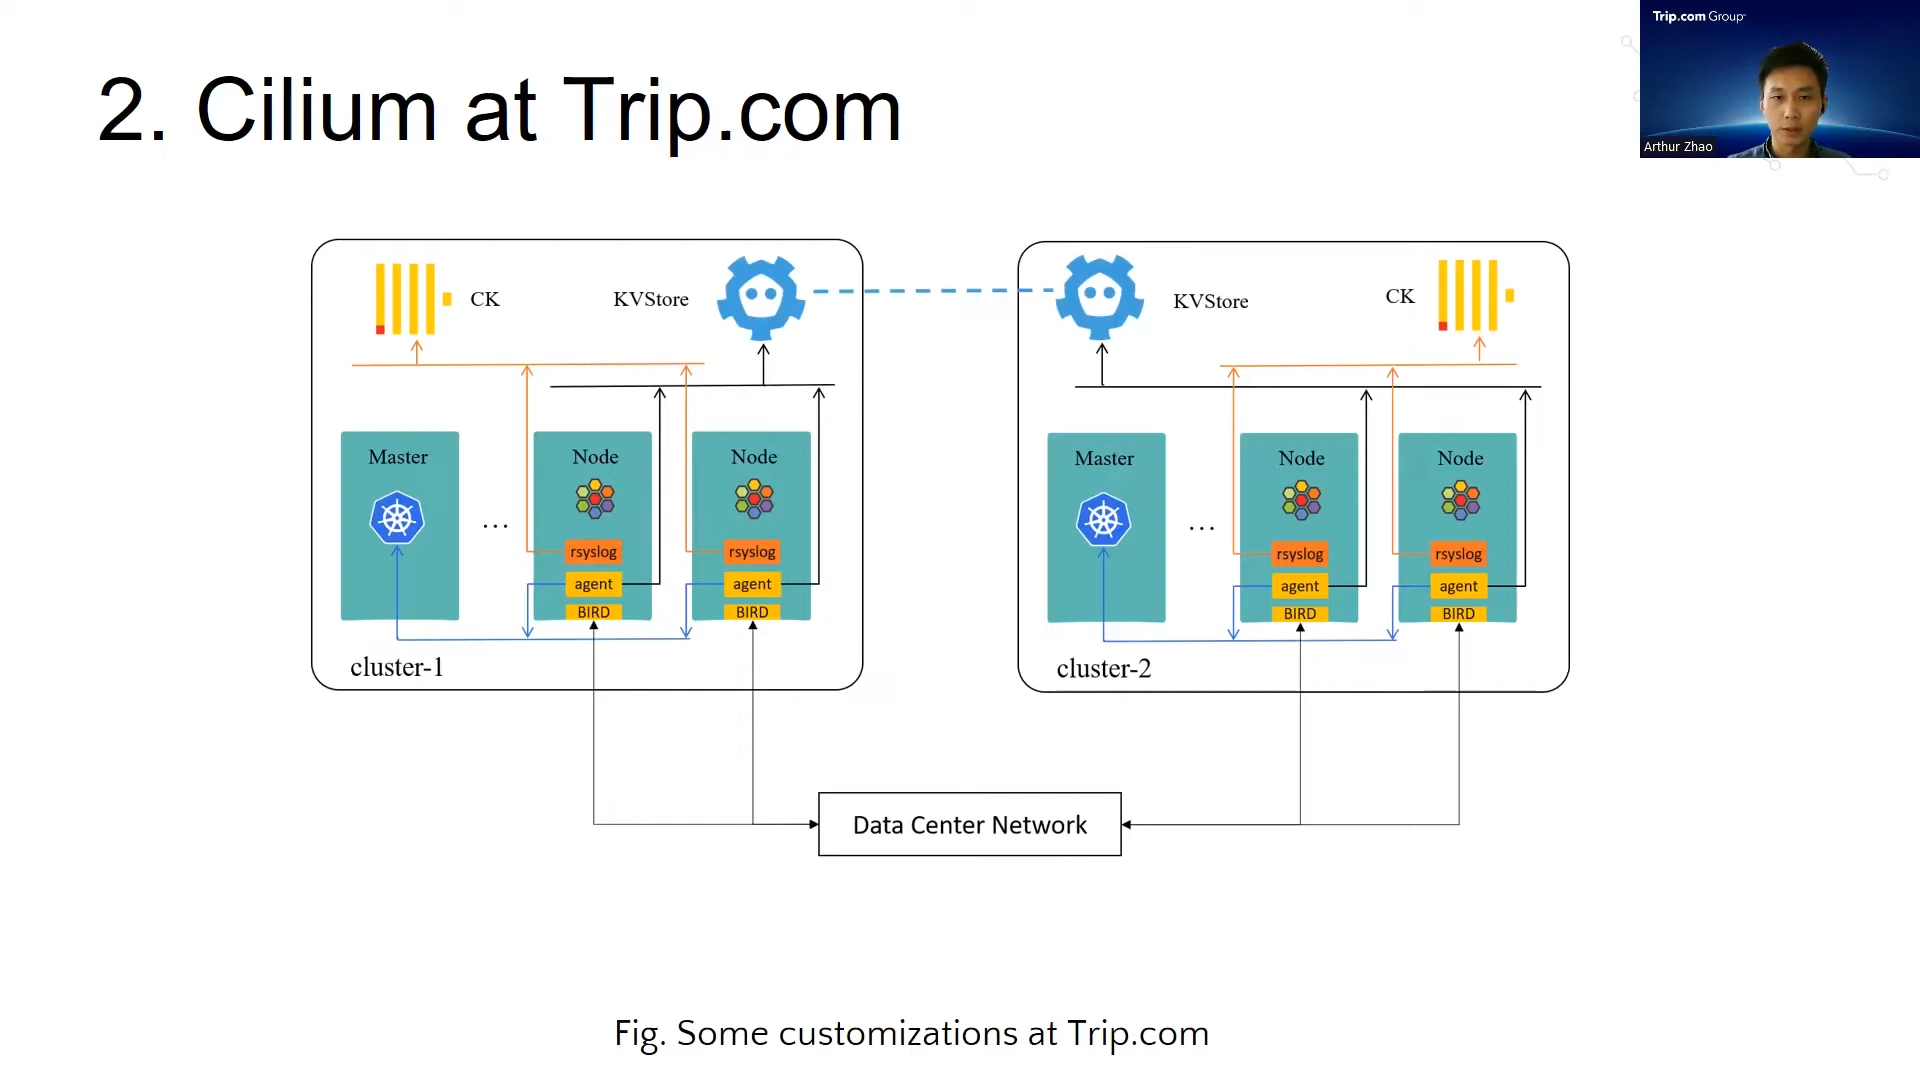 Trip.com Group
Arthur Zhao
2. Cilium at Trip.com
CK
KVStore
Master
...
Node
rsyslog
agent
BIRD
Node
rsyslog
agent
BIRD
cluster-1
KVStore
CK
Master
...
Node
rsyslog
agent
BIRD
Node
rsyslog
agent
BIRD
cluster-2
Data Center Network
Fig. Some customizations at Trip.com